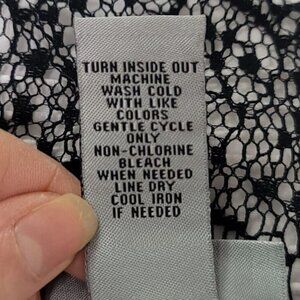 TURN INSIDE OUT
MACHINE
WASH COLD
WITH LIKE
COLORS
GENTLE CYCLE
ONLY
NON-CHLORINE
BLEACH
WHEN NEEDED
LINE DRY
COOL IRON
IF NEEDED